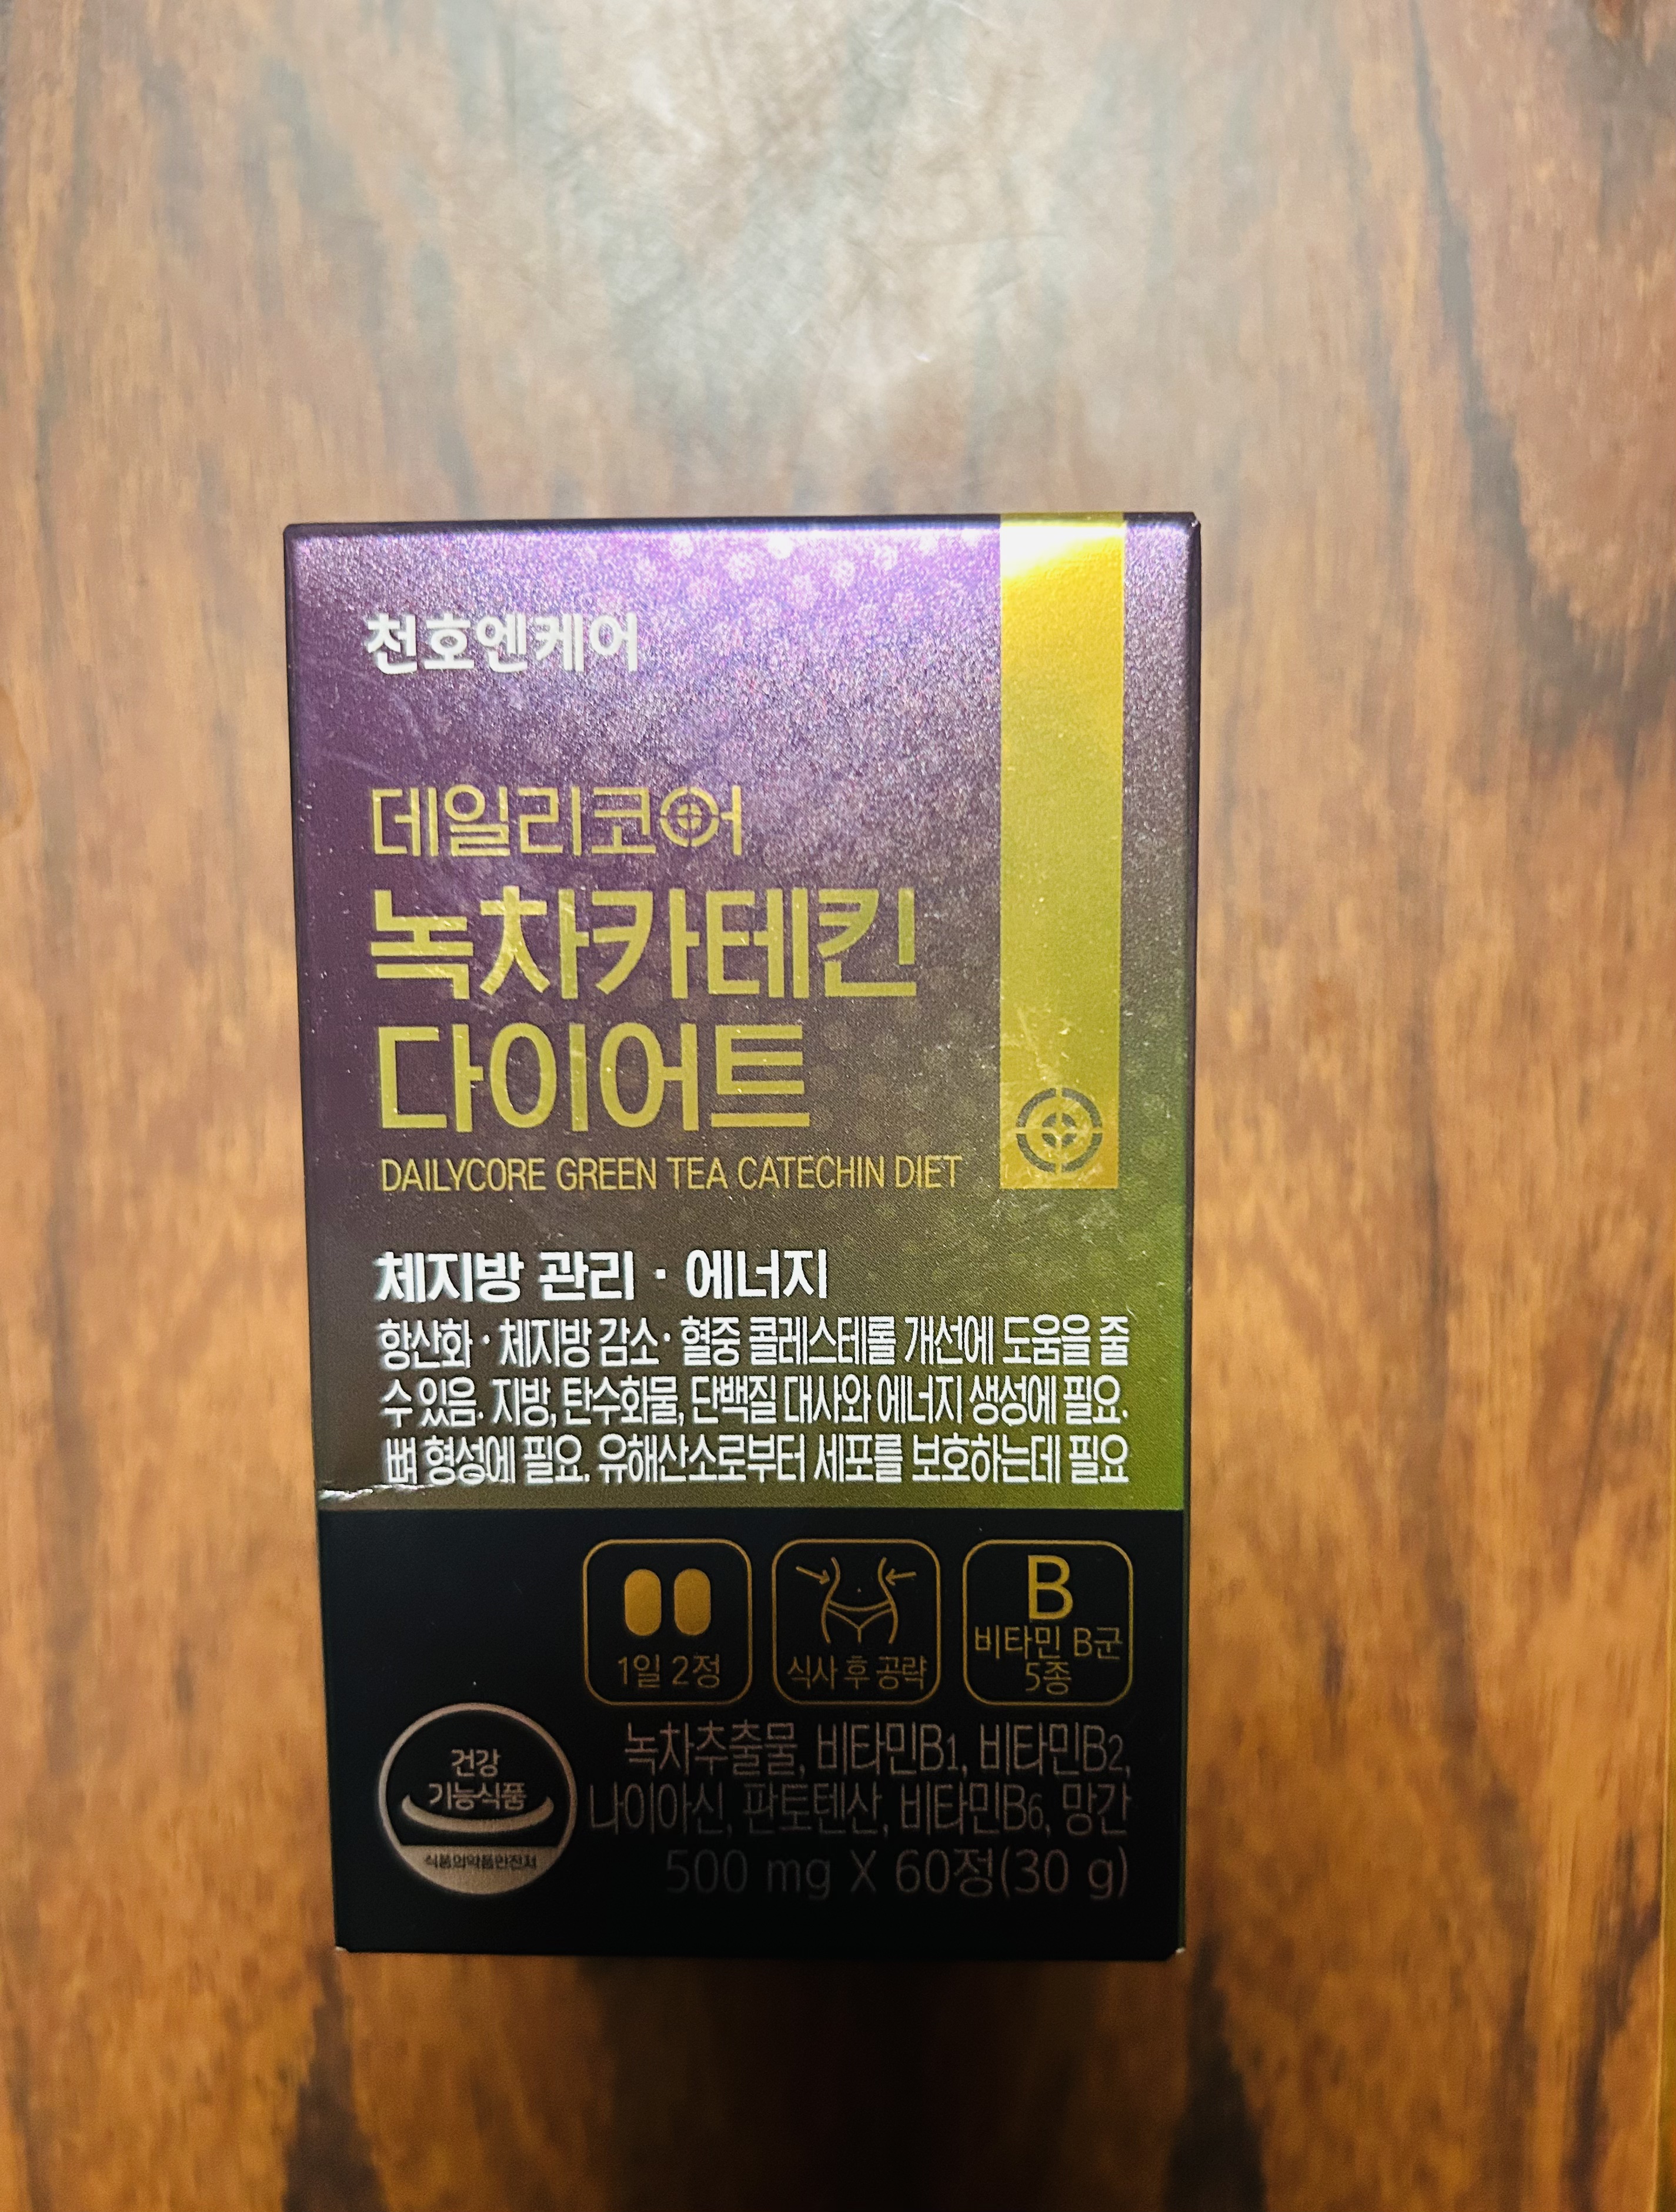 천호엔케어
데일리코어
녹차카테킨
다이어트
DAILYCORE GREEN TEA CATECHIN DIET
체지방 관리 · 에너지
항산화 · 체지방 감소 · 혈중 콜레스테롤 개선에 도움을 줄
수 있음. 지방, 탄수화물, 단백질 대사와 에너지 생성에 필요.
뼈 형성에 필요. 유해산소로부터 세포를 보호하는데 필요
1일 2정
식사 후 공략
B
비타민 B군
5종
건강
기능식품
식품의약품안전처
녹차추출물, 비타민B1, 비타민B2,
나이아신, 판토텐산, 비타민B6, 망간
500 mg X 60정(30 g)